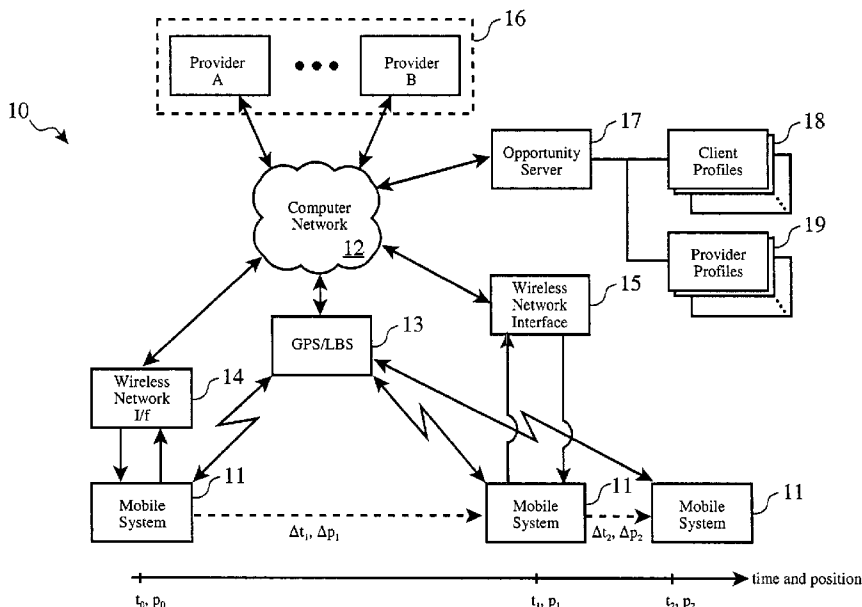 16
Provider
A
Provider
B
10
17
18
Opportunity
Server
Client
Profiles
Computer
Network
12
19
Provider
Profiles
Wireless
Network
Interface
15
13
GPS/LBS
Wireless
Network
I/f
14
Mobile
System
11
Mobile
System
11
Mobile
System
11
Δt₁, Δp₁
Δt₂, Δp₂
time and position
t₀, p₀
t₁, p₁
t₂, p₂